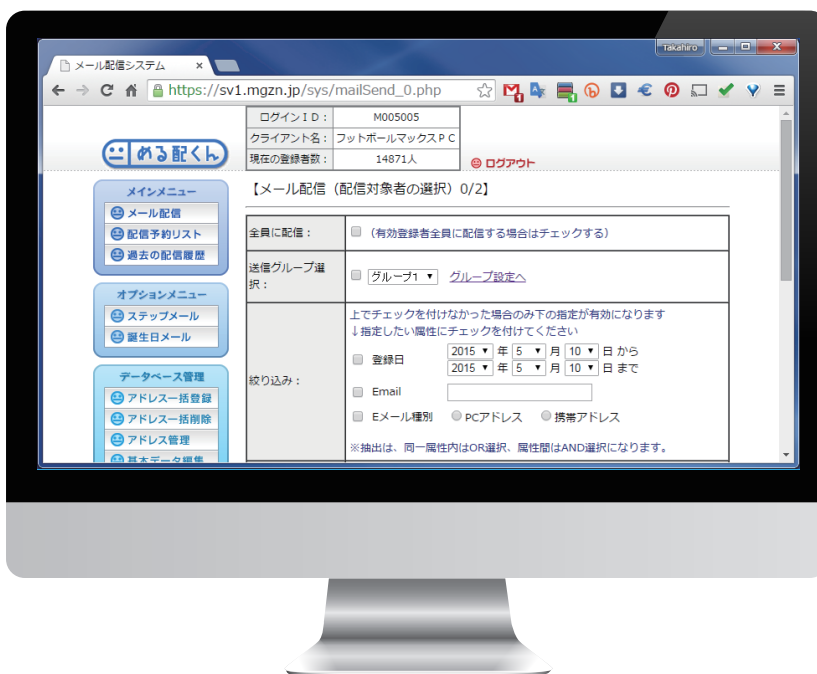 Takahiro
メール配信システム
https://sv1.mgzn.jp/sys/mailSend_0.php
ログインＩＤ： M005005
クライアント名： フットボールマックスＰＣ
現在の登録者数： 14871人
ログアウト
める配くん
メインメニュー
メール配信
配信予約リスト
過去の配信履歴
オプションメニュー
ステップメール
誕生日メール
データベース管理
アドレス一括登録
アドレス一括削除
アドレス管理
基本データ編集
【メール配信（配信対象者の選択）0/2】
全員に配信： （有効登録者全員に配信する場合はチェックする）
送信グループ選
択： グループ1 グループ設定へ
絞り込み：
上でチェックを付けなかった場合のみ下の指定が有効になります
↓指定したい属性にチェックを付けてください
登録日 2015 年 5 月 10 日 から
2015 年 5 月 10 日 まで
Email
Eメール種別 PCアドレス 携帯アドレス
※抽出は、同一属性内はOR選択、属性間はAND選択になります。